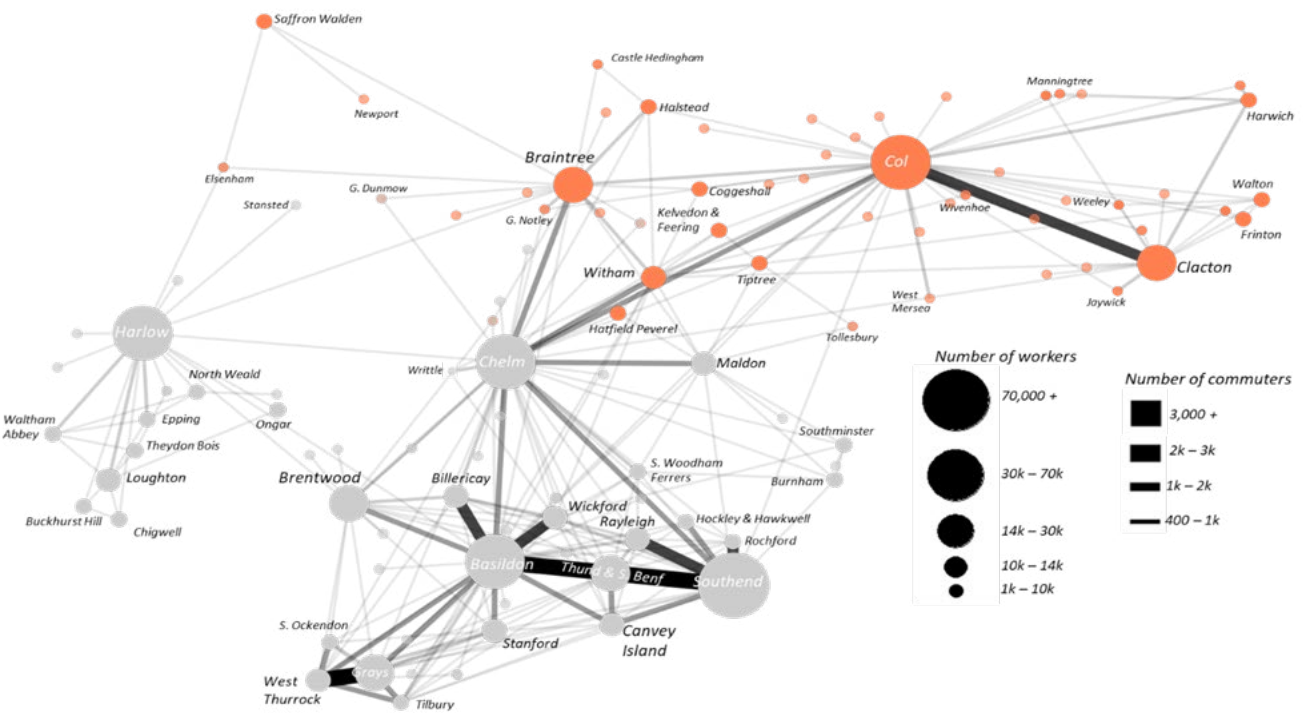 Saffron Walden
Castle Hedingham
Newport
Halstead
Manningtree
Harwich
Braintree
Col
Elsenham
Stansted
G. Dunmow
Coggeshall
G. Notley
Kelvedon &
Feering
Wivenhoe
Weeley
Walton
Frinton
Witham
Tiptree
Clacton
West
Mersea
Jaywick
Hatfield Peverel
Tollesbury
Harlow
Chelm
Writtle
Maldon
North Weald
Waltham
Abbey
Epping
Ongar
Theydon Bois
Loughton
Buckhurst Hill
Chigwell
Southminster
Burnham
S. Woodham
Ferrers
Brentwood
Billericay
Wickford
Rayleigh
Hockley & Hawkwell
Rochford
Basildon
Thund & S. Benf
Southend
S. Ockendon
Stanford
Canvey
Island
West
Thurrock
Grays
Tilbury
Number of workers
70,000 +
30k – 70k
14k – 30k
10k – 14k
1k – 10k
Number of commuters
3,000 +
2k – 3k
1k – 2k
400 – 1k